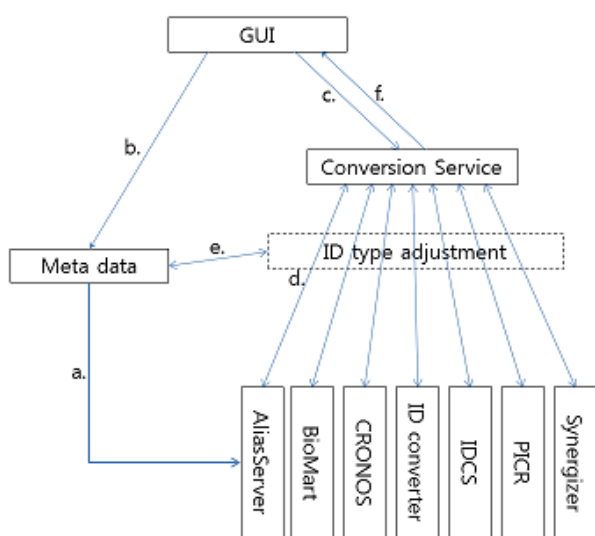 GUI
c.
f.
b.
Conversion Service
e.
ID type adjustment
Meta data
d.
a.
AliasServer
BioMart
CRONOS
ID converter
IDCS
PICR
Synergizer